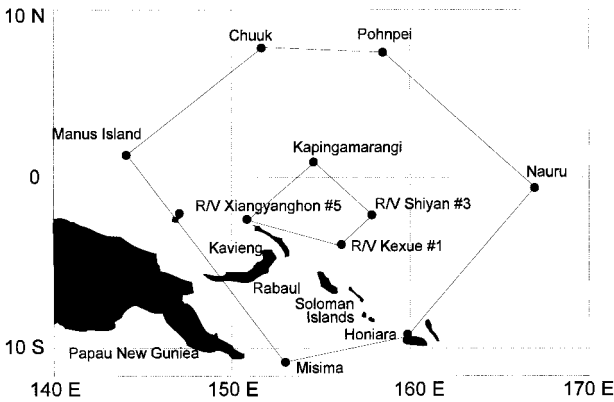 10 N
Chuuk
Pohnpei
Manus Island
Kapingamarangi
0
Nauru
R/V Xiangyanghon #5
R/V Shiyan #3
Kavieng
R/V Kexue #1
Rabaul
Soloman
Islands
Honiara
10 S
Papau New Guniea
Misima
140 E
150 E
160 E
170 E